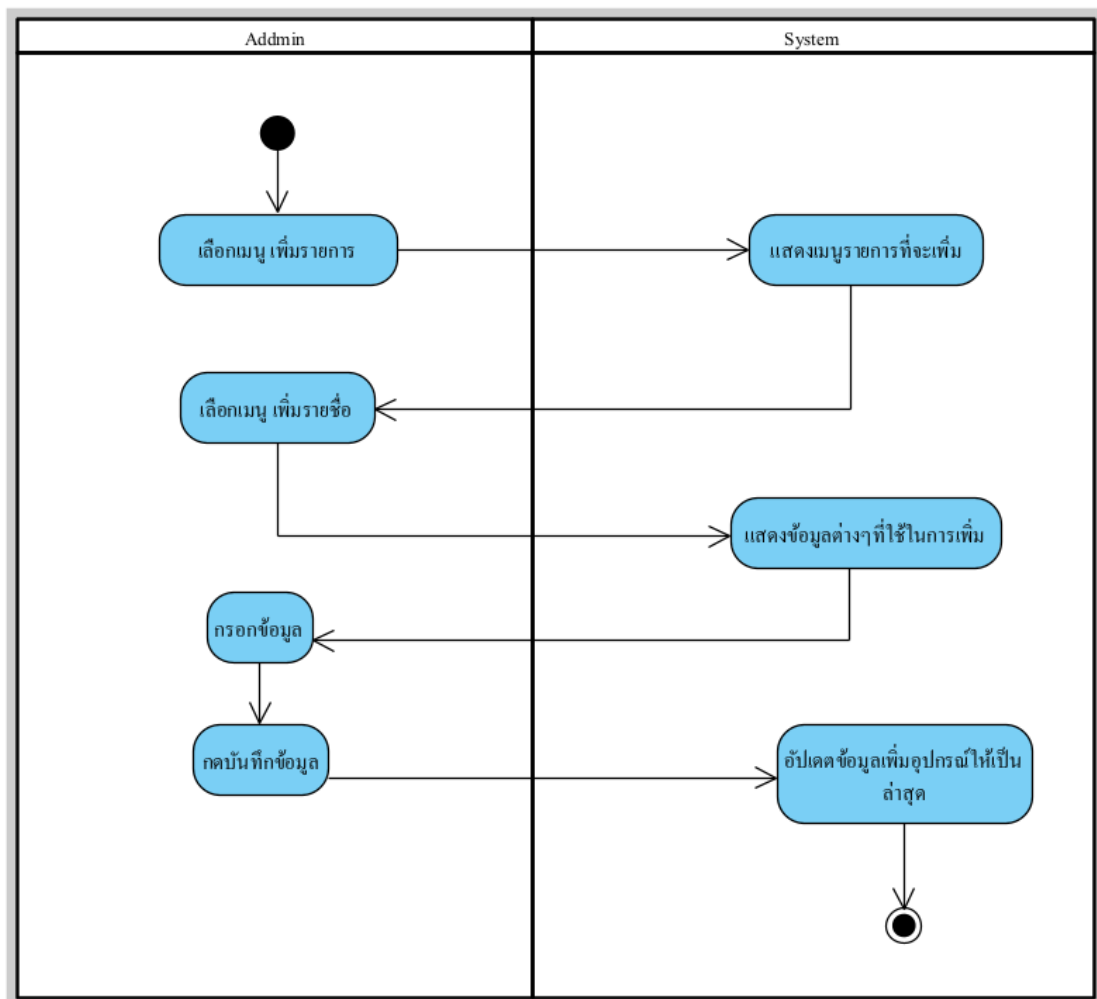 Addmin
System
เลือกเมนู เพิ่มรายการ
แสดงเมนูรายการที่จะเพิ่ม
เลือกเมนู เพิ่มรายชื่อ
แสดงข้อมูลต่างๆที่ใช้ในการเพิ่ม
กรอกข้อมูล
กดบันทึกข้อมูล
อัปเดตข้อมูลเพิ่มอุปกรณ์ให้เป็น
ล่าสุด